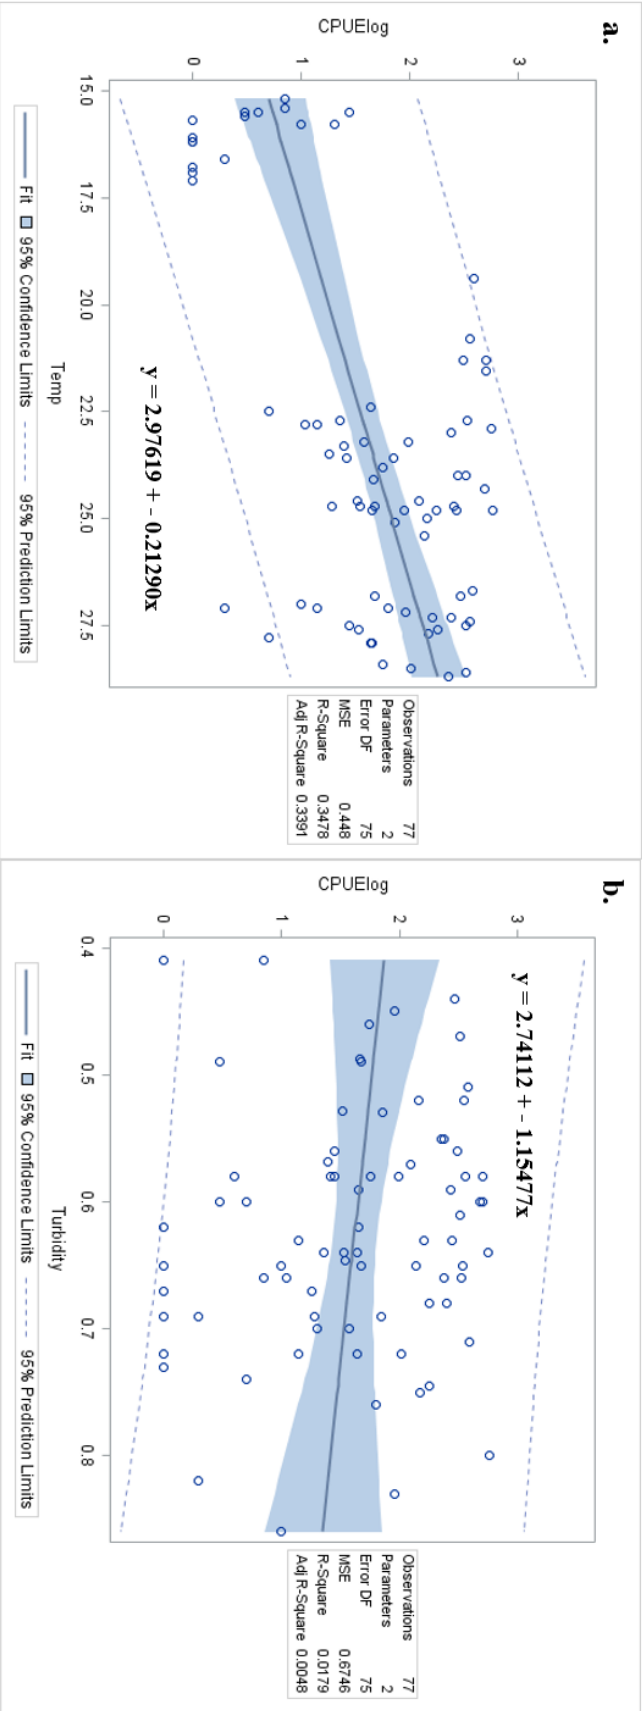 a.
CPUElog
3
2
1
0
15.0 17.5 20.0 22.5 25.0 27.5
Temp
y = 2.97619 + - 0.21290x
Fit 95% Confidence Limits 95% Prediction Limits
Observations 77
Parameters 2
Error DF 75
MSE 0.448
R-Square 0.3478
Adj R-Square 0.3391
b.
CPUElog
3
2
1
0
y = 2.74112 + - 1.15477x
0.4 0.5 0.6 0.7 0.8
Turbidity
Fit 95% Confidence Limits 95% Prediction Limits
Observations 77
Parameters 2
Error DF 75
MSE 0.6746
R-Square 0.0179
Adj R-Square 0.0048